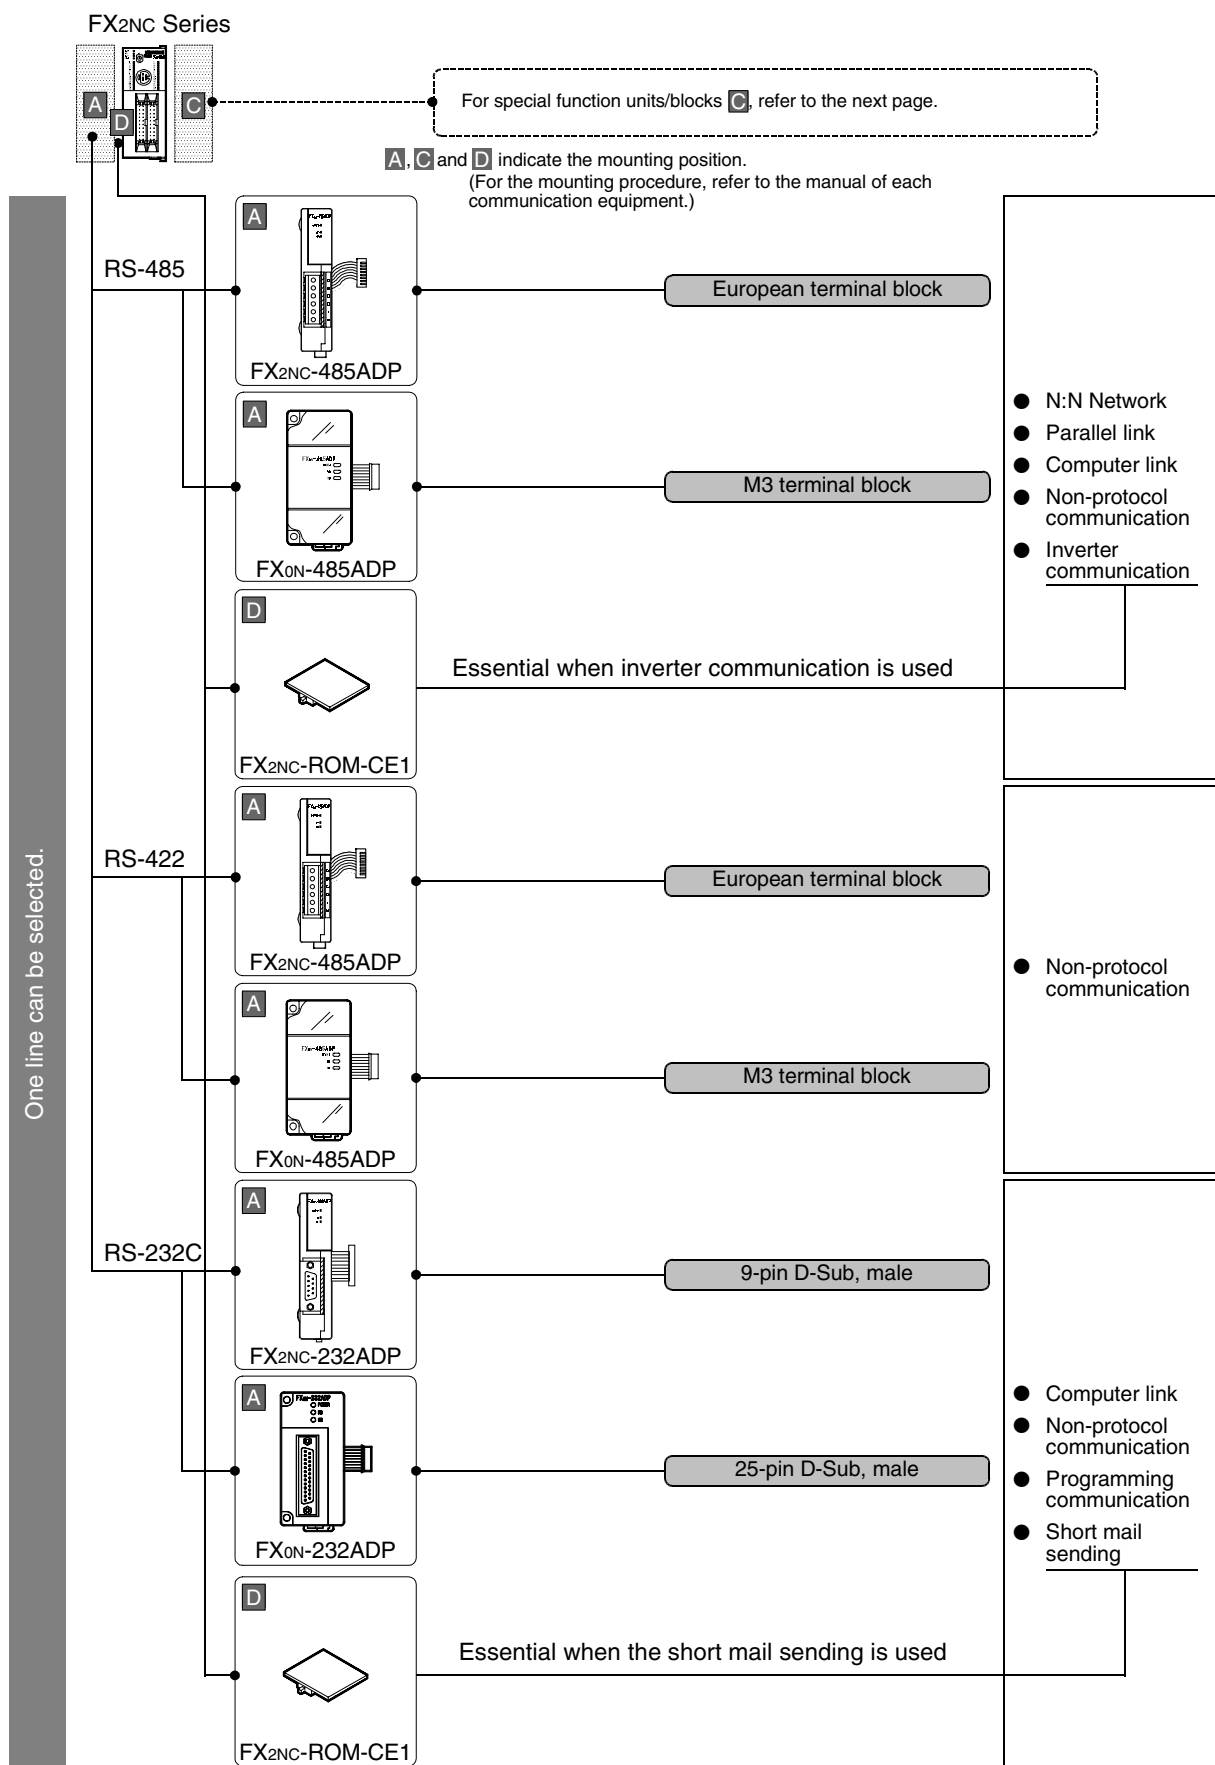 FX2NC Series
A
D
C
For special function units/blocks C, refer to the next page.
A, C and D indicate the mounting position.
(For the mounting procedure, refer to the manual of each
communication equipment.)
One line can be selected.
RS-485
A
FX2NC-485ADP
European terminal block
A
FX0N-485ADP
M3 terminal block
D
FX2NC-ROM-CE1
Essential when inverter communication is used
● N:N Network
● Parallel link
● Computer link
● Non-protocol
communication
● Inverter
communication
RS-422
A
FX2NC-485ADP
European terminal block
A
FX0N-485ADP
M3 terminal block
● Non-protocol
communication
RS-232C
A
FX2NC-232ADP
9-pin D-Sub, male
A
FX0N-232ADP
25-pin D-Sub, male
D
FX2NC-ROM-CE1
Essential when the short mail sending is used
● Computer link
● Non-protocol
communication
● Programming
communication
● Short mail
sending